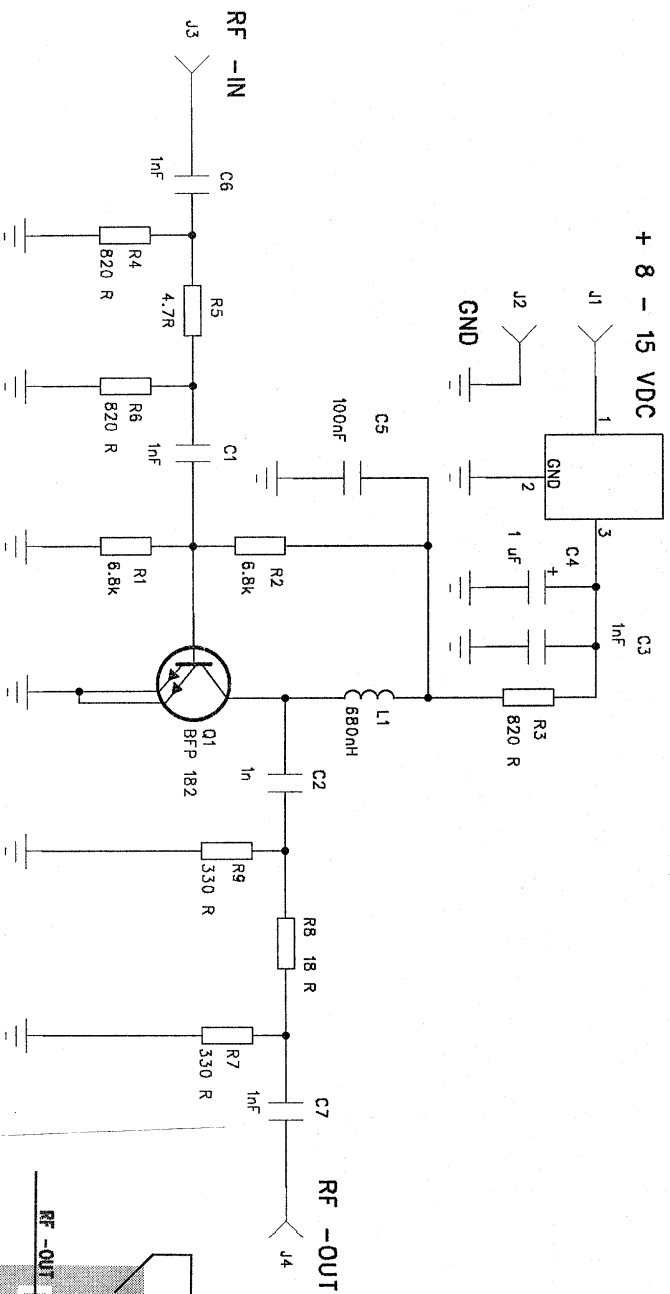 + 8 - 15 VDC
J1
1
GND
2
3
J2
GND
C4
+
1 uF
C3
1nF
R3
820 R
C5
100nF
L1
680nH
RF -IN
J3
C6
1nF
R4
820 R
R5
4.7R
R6
820 R
C1
1nF
R2
6.8k
R1
6.8k
Q1
BFP 182
C2
1n
R9
330 R
R8 18 R
R7
330 R
C7
1nF
RF -OUT
J4
RF -OUT